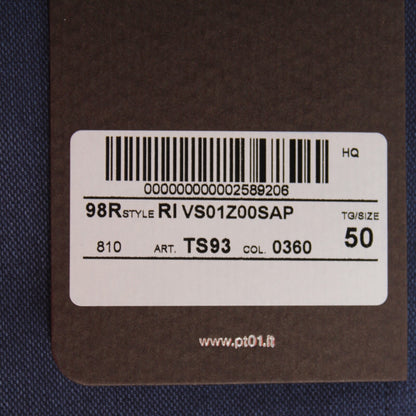 HQ
000000000002589206
98R STYLE RI VS01Z00SAP
TG/SIZE
50
810 ART. TS93 COL. 0360
www.pt01.it